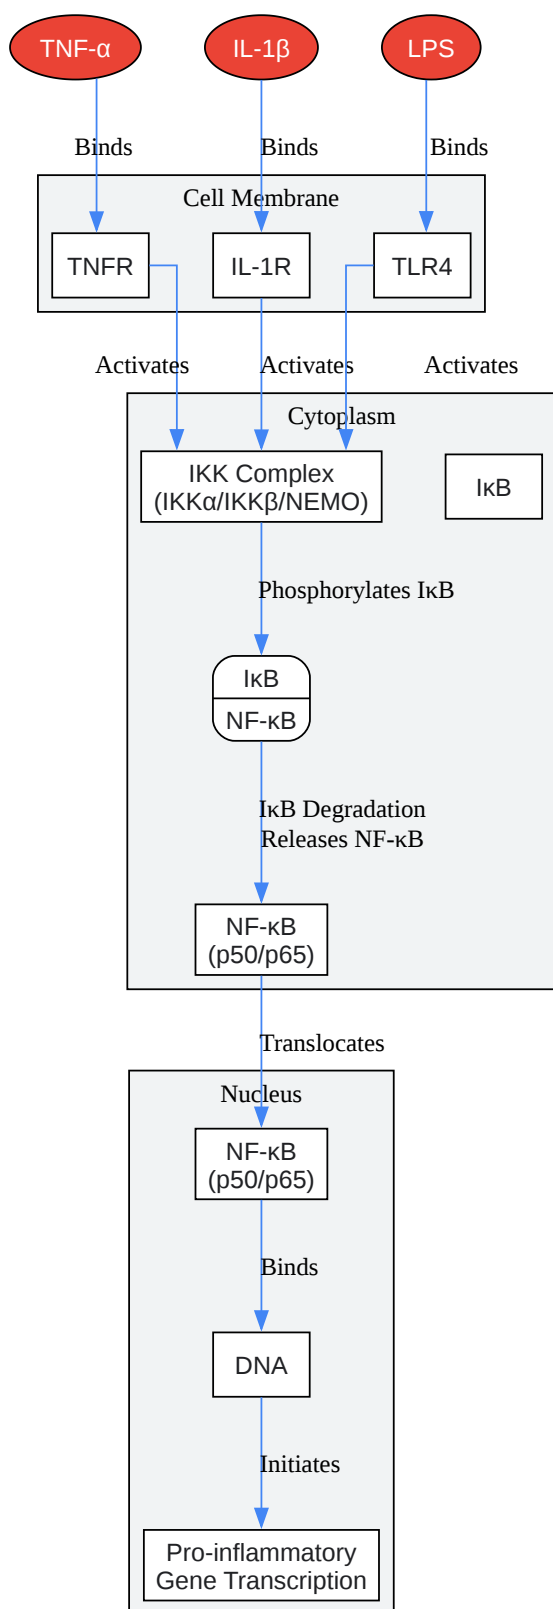 TNF-α
IL-1β
LPS
Binds
Binds
Binds
Cell Membrane
TNFR
IL-1R
TLR4
Activates
Activates
Activates
Cytoplasm
IKK Complex
(IKKα/IKKβ/NEMO)
IκB
Phosphorylates IκB
IκB
NF-κB
IκB Degradation
Releases NF-κB
NF-κB
(p50/p65)
Translocates
Nucleus
NF-κB
(p50/p65)
Binds
DNA
Initiates
Pro-inflammatory
Gene Transcription